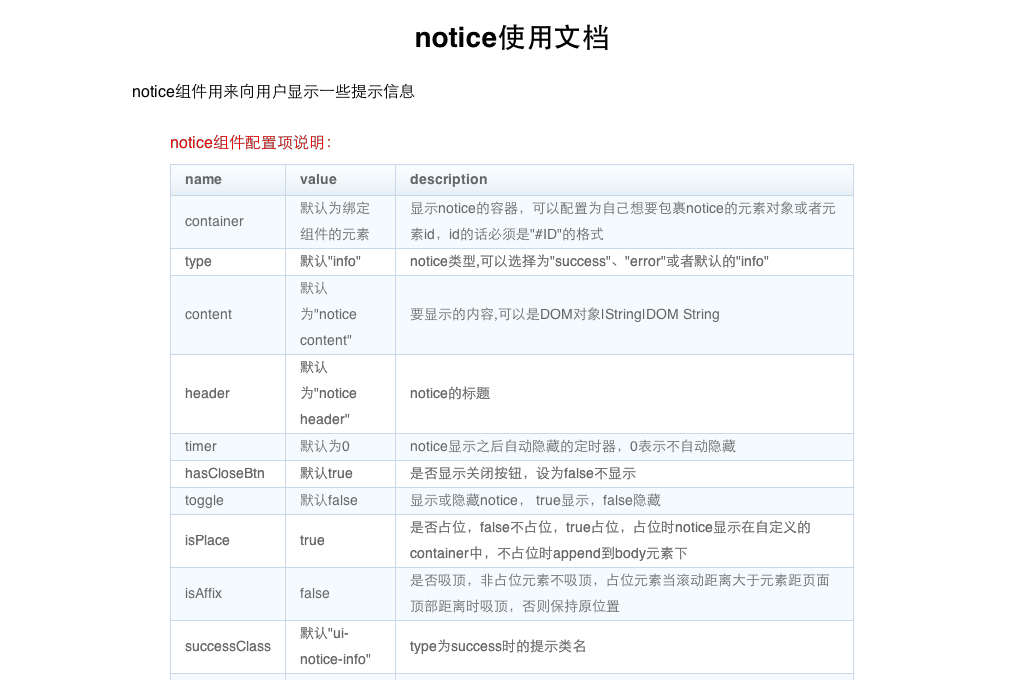 notice使用文档
notice组件用来向用户显示一些提示信息
notice组件配置项说明：
name value description
container 默认为绑定组件的元素 显示notice的容器，可以配置为自己想要包裹notice的元素对象或者元素id，id的话必须是"#ID"的格式
type 默认"info" notice类型,可以选择为"success"、"error"或者默认的"info"
content 默认为"notice content" 要显示的内容,可以是DOM对象|String|DOM String
header 默认为"notice header" notice的标题
timer 默认为0 notice显示之后自动隐藏的定时器，0表示不自动隐藏
hasCloseBtn 默认true 是否显示关闭按钮，设为false不显示
toggle 默认false 显示或隐藏notice， true显示，false隐藏
isPlace true 是否占位，false不占位，true占位，占位时notice显示在自定义的container中，不占位时append到body元素下
isAffix false 是否吸顶，非占位元素不吸顶，占位元素当滚动距离大于元素距页面顶部距离时吸顶，否则保持原位置
successClass 默认"ui-notice-info" type为success时的提示类名